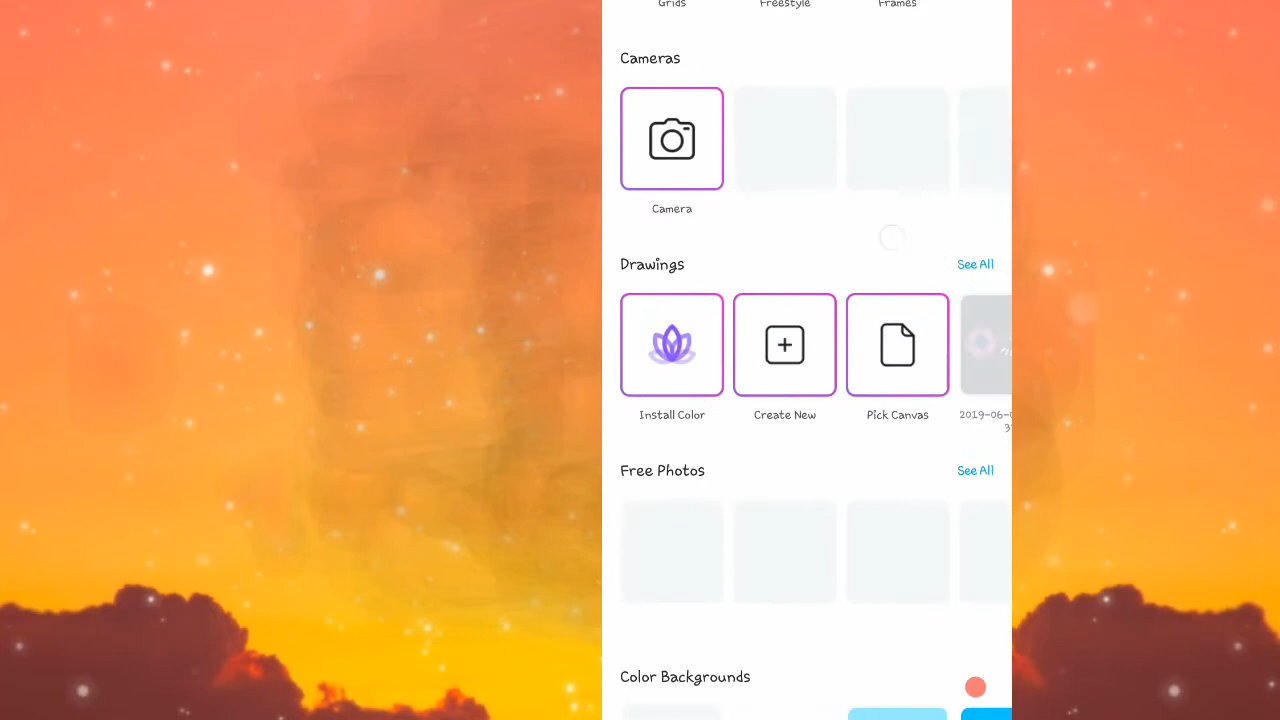 Grids Freestyle Frames
Cameras
Camera
Drawings See All
Install Color Create New Pick Canvas
Free Photos See All
Color Backgrounds